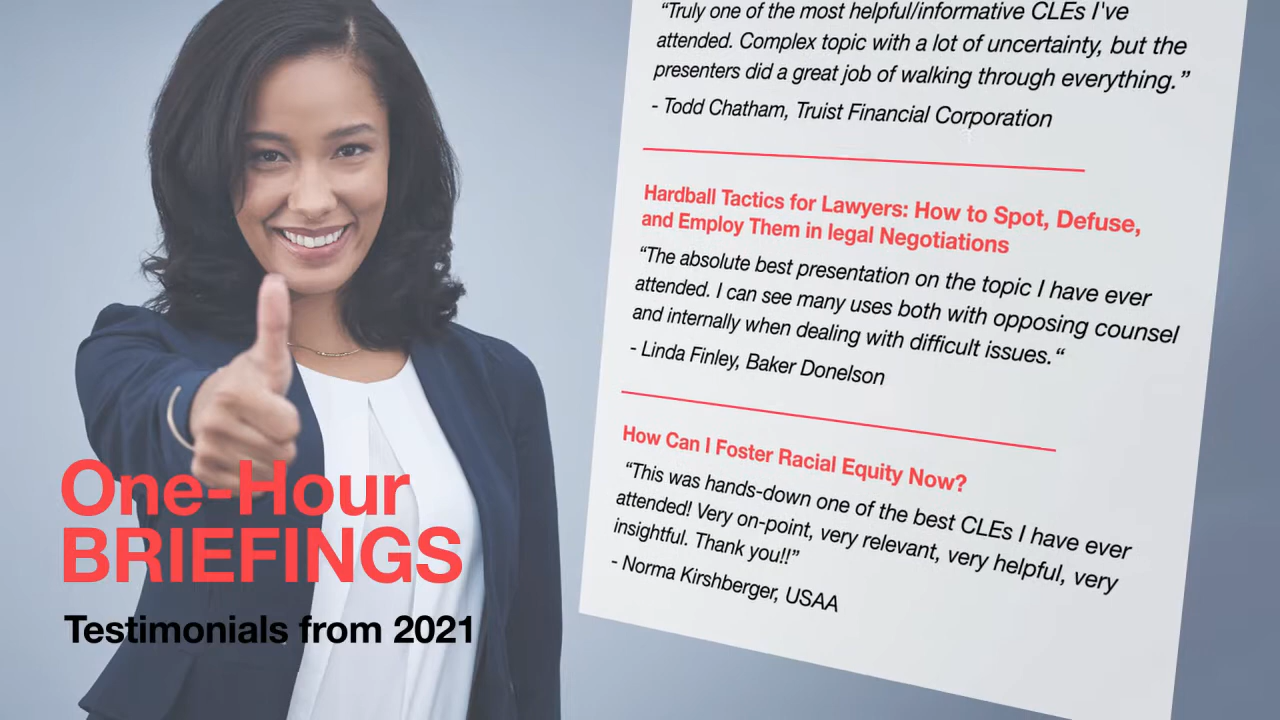 “Truly one of the most helpful/informative CLEs I've
attended. Complex topic with a lot of uncertainty, but the
presenters did a great job of walking through everything.”
- Todd Chatham, Truist Financial Corporation
Hardball Tactics for Lawyers: How to Spot, Defuse,
and Employ Them in legal Negotiations
“The absolute best presentation on the topic I have ever
attended. I can see many uses both with opposing counsel
and internally when dealing with difficult issues.“
- Linda Finley, Baker Donelson
How Can I Foster Racial Equity Now?
“This was hands-down one of the best CLEs I have ever
attended! Very on-point, very relevant, very helpful, very
insightful. Thank you!!”
- Norma Kirshberger, USAA
One-Hour
BRIEFINGS
Testimonials from 2021